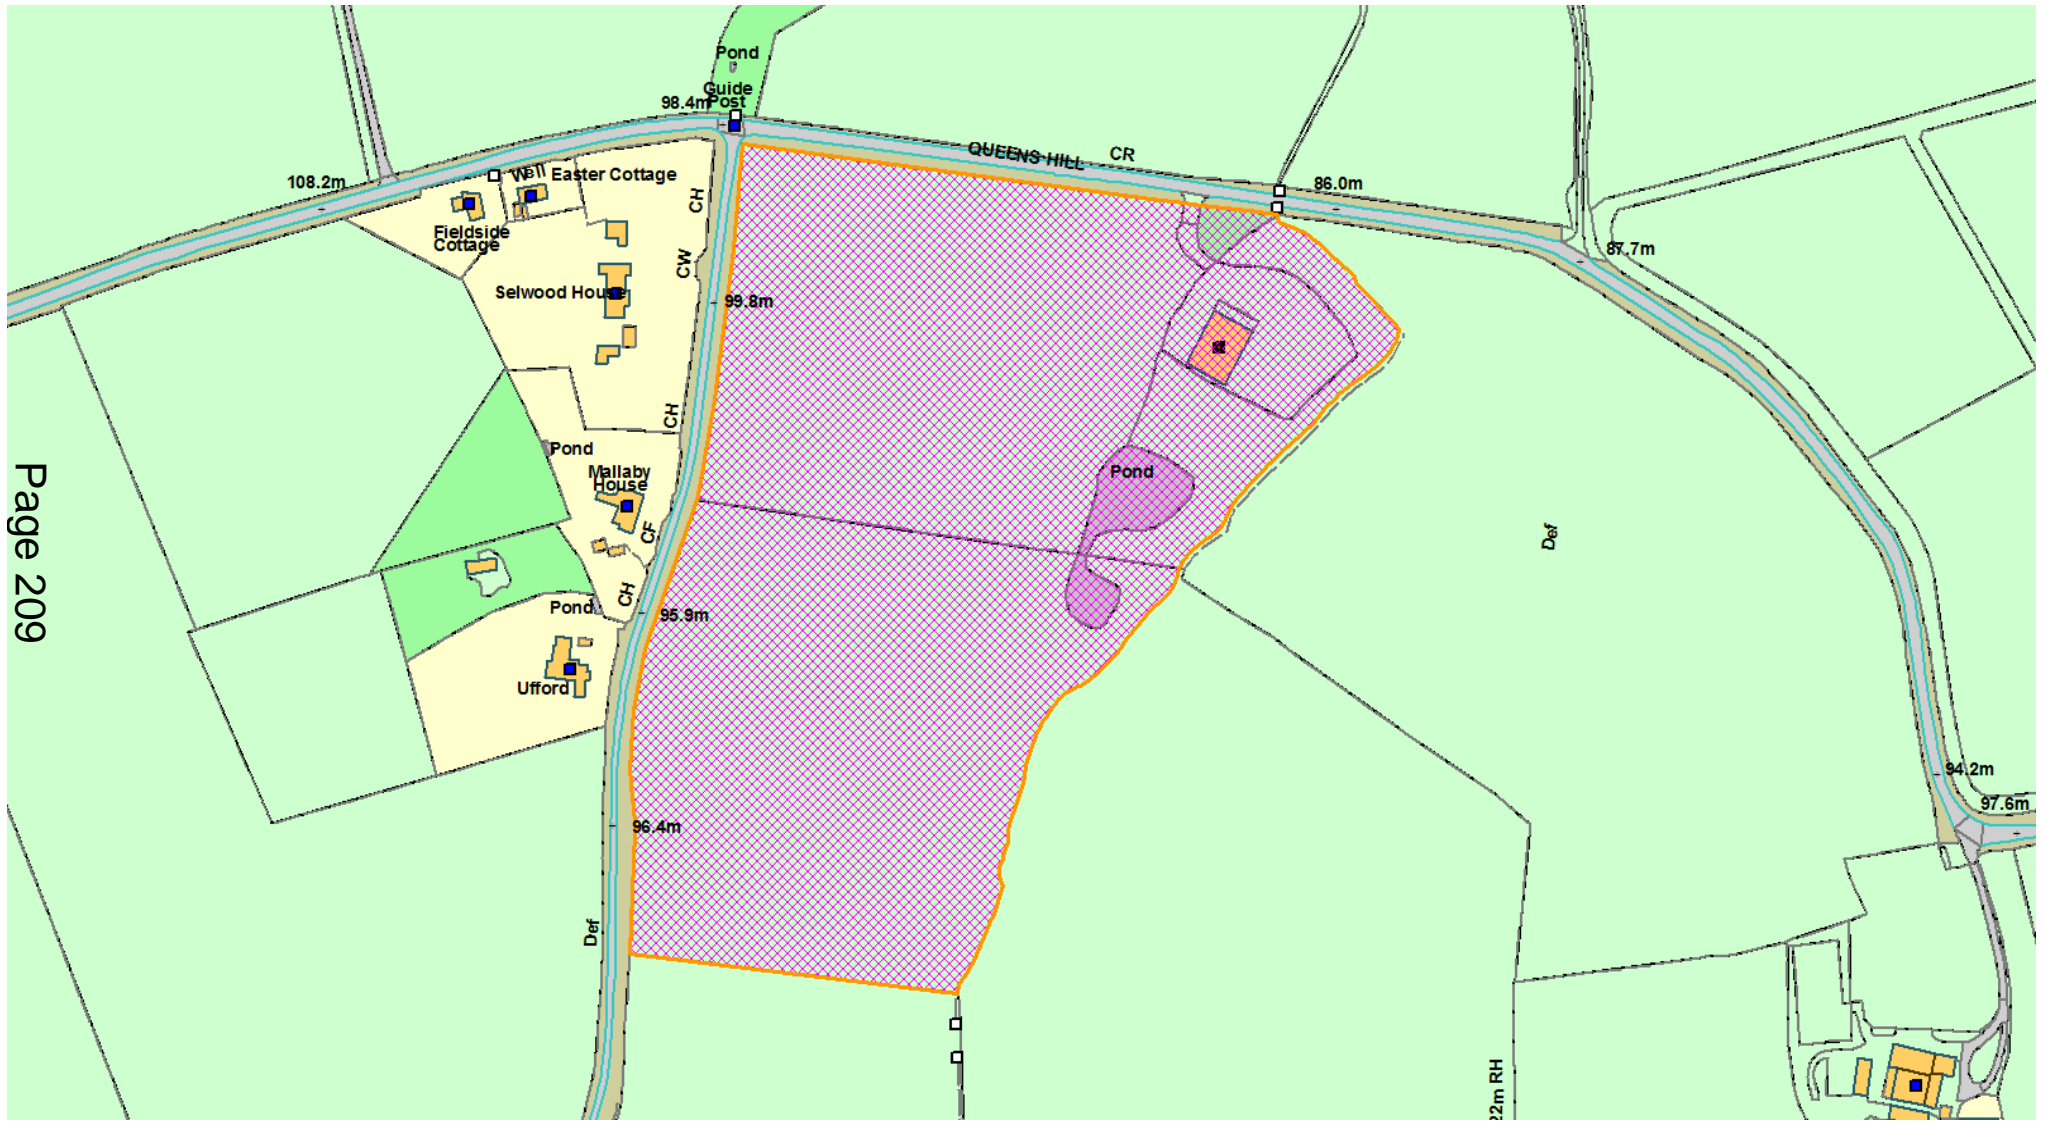 Pond
Guide
Post
98.4m
QUEENS HILL
CR
108.2m
Well
Easter Cottage
86.0m
CH
Fieldside
Cottage
87.7m
CW
Selwood House
99.8m
CH
Pond
Mallaby
House
Pond
CF
Def
Page 209
CH
Pond
95.9m
Ufford
94.2m
97.6m
96.4m
Def
22m RH